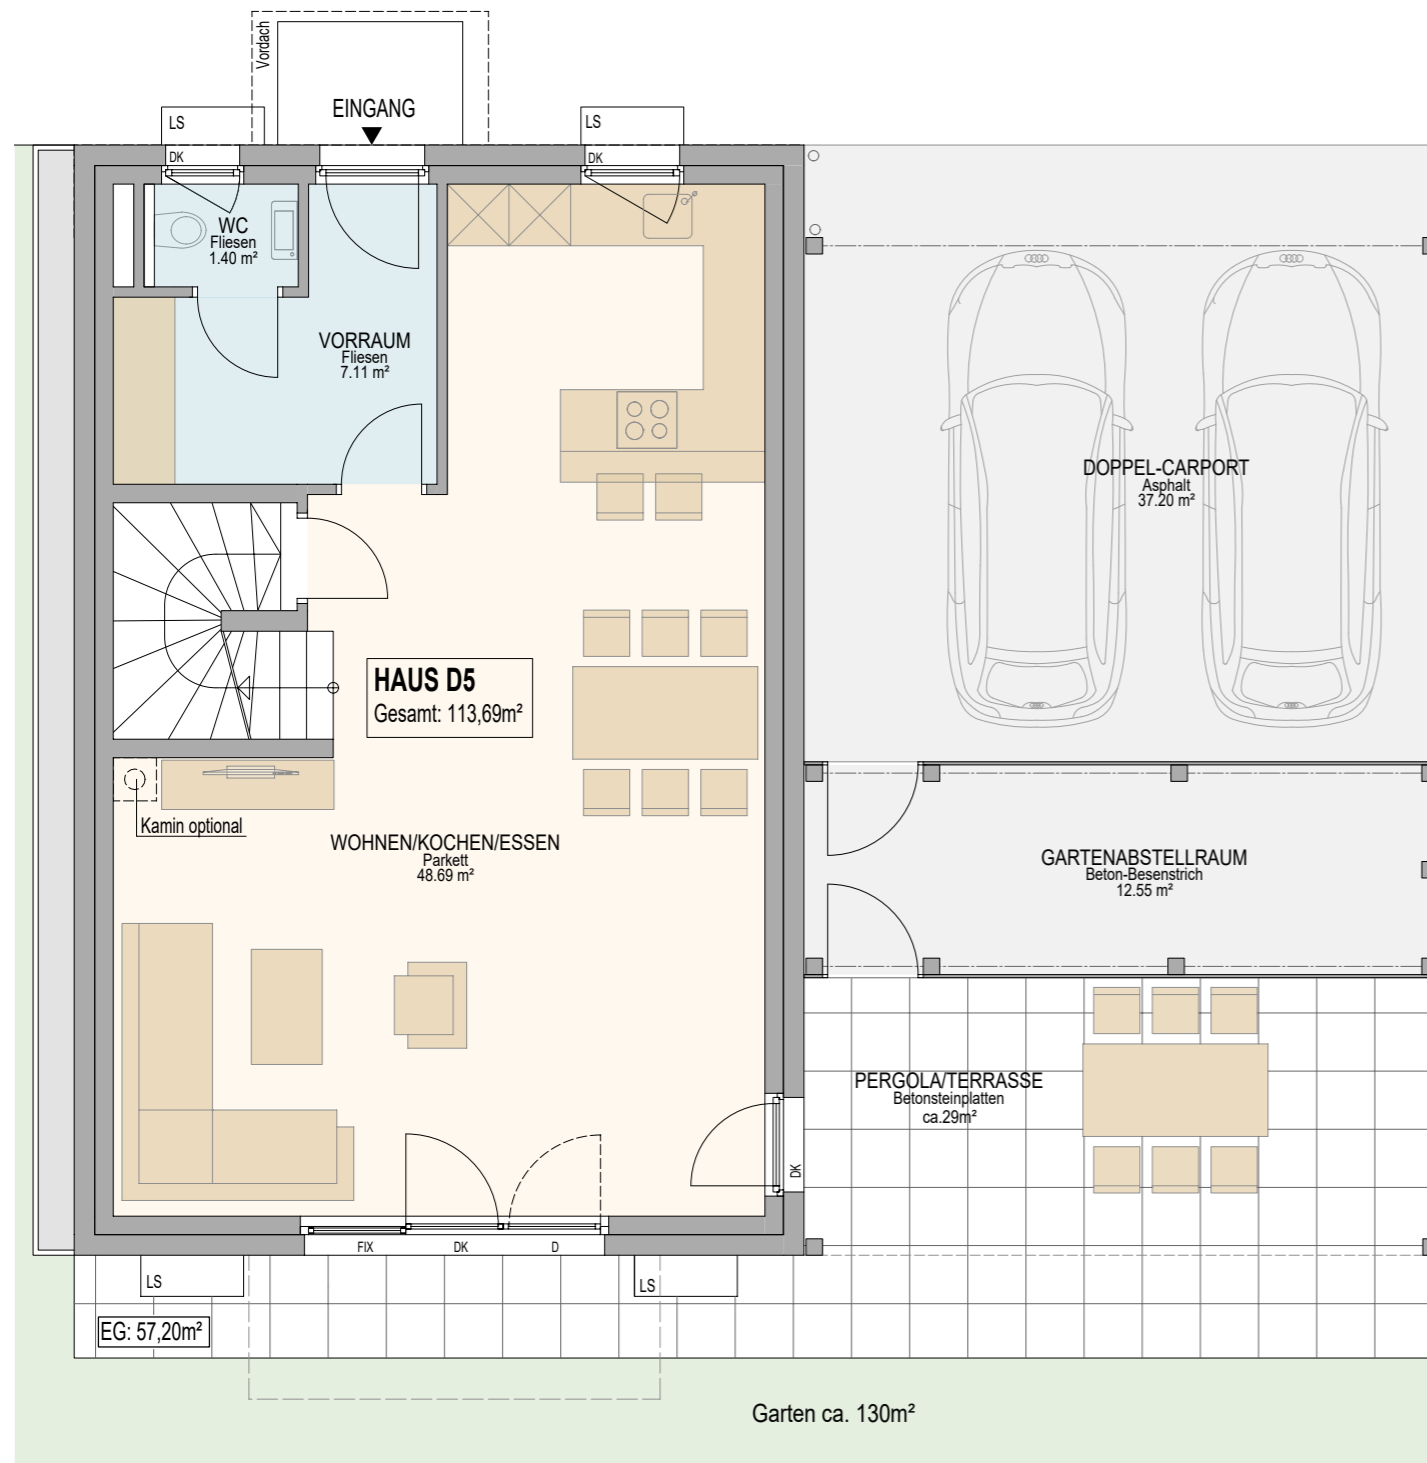 Vordach
EINGANG
LS
LS
DK
DK
WC
Fliesen
1.40 m²
VORRAUM
Fliesen
7.11 m²
DOPPEL-CARPORT
Asphalt
37.20 m²
HAUS D5
Gesamt: 113,69m²
Kamin optional
WOHNEN/KOCHEN/ESSEN
Parkett
48.69 m²
GARTENABSTELLRAUM
Beton-Besenstrich
12.55 m²
PERGOLA/TERRASSE
Betonsteinplatten
ca.29m²
DK
FIX
DK
D
LS
LS
EG: 57,20m²
Garten ca. 130m²